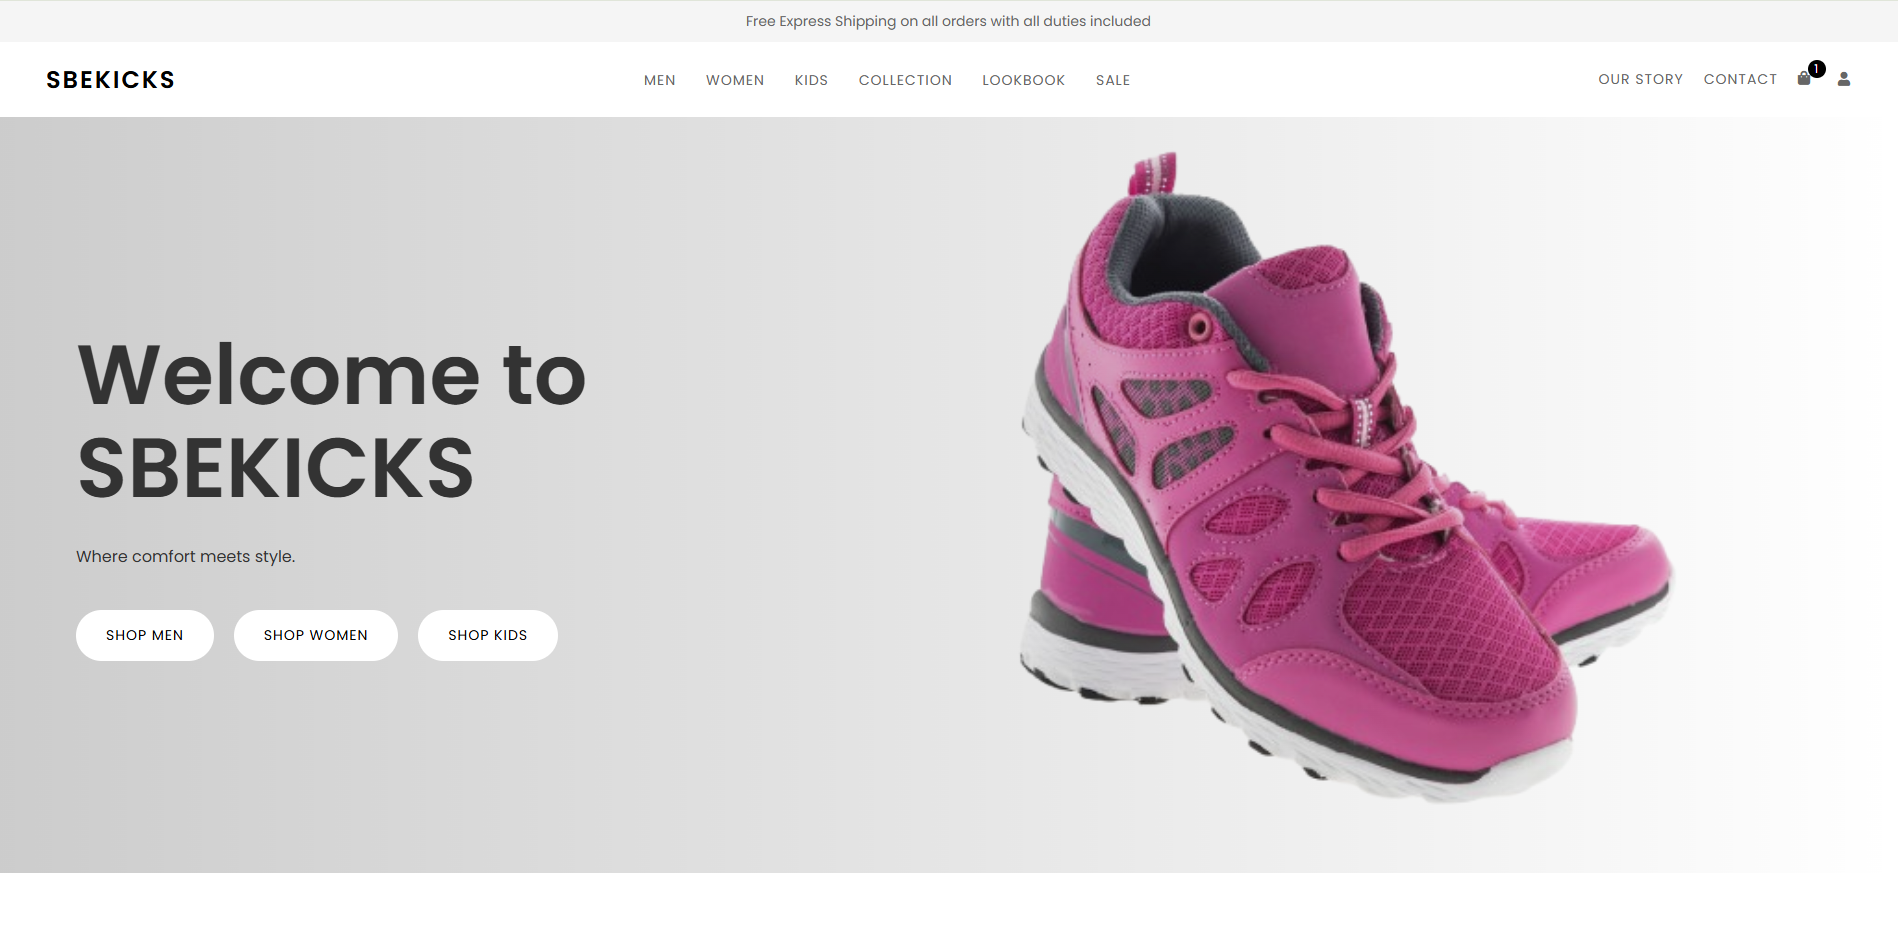 Free Express Shipping on all orders with all duties included
SBEKICKS
MEN WOMEN KIDS COLLECTION LOOKBOOK SALE
OUR STORY CONTACT 1
Welcome to
SBEKICKS
Where comfort meets style.
SHOP MEN SHOP WOMEN SHOP KIDS